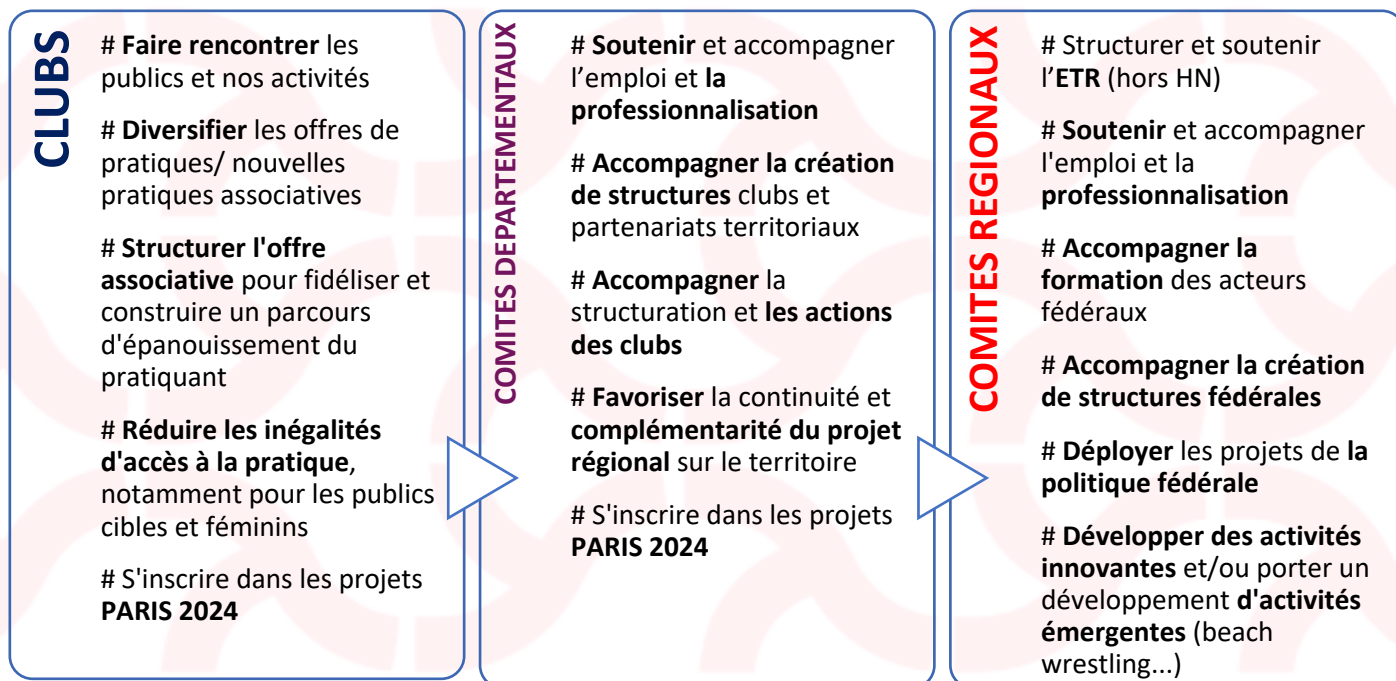 CLUBS
# Faire rencontrer les
publics et nos activités
# Diversifier les offres de
pratiques/ nouvelles
pratiques associatives
# Structurer l'offre
associative pour fidéliser et
construire un parcours
d'épanouissement du
pratiquant
# Réduire les inégalités
d'accès à la pratique,
notamment pour les publics
cibles et féminins
# S'inscrire dans les projets
PARIS 2024
COMITES DEPARTEMENTAUX
# Soutenir et accompagner
l’emploi et la
professionnalisation
# Accompagner la création
de structures clubs et
partenariats territoriaux
# Accompagner la
structuration et les actions
des clubs
# Favoriser la continuité et
complémentarité du projet
régional sur le territoire
# S'inscrire dans les projets
PARIS 2024
COMITES REGIONAUX
# Structurer et soutenir
l’ETR (hors HN)
# Soutenir et accompagner
l'emploi et la
professionnalisation
# Accompagner la
formation des acteurs
fédéraux
# Accompagner la création
de structures fédérales
# Déployer les projets de la
politique fédérale
# Développer des activités
innovantes et/ou porter un
développement d'activités
émergentes (beach
wrestling...)